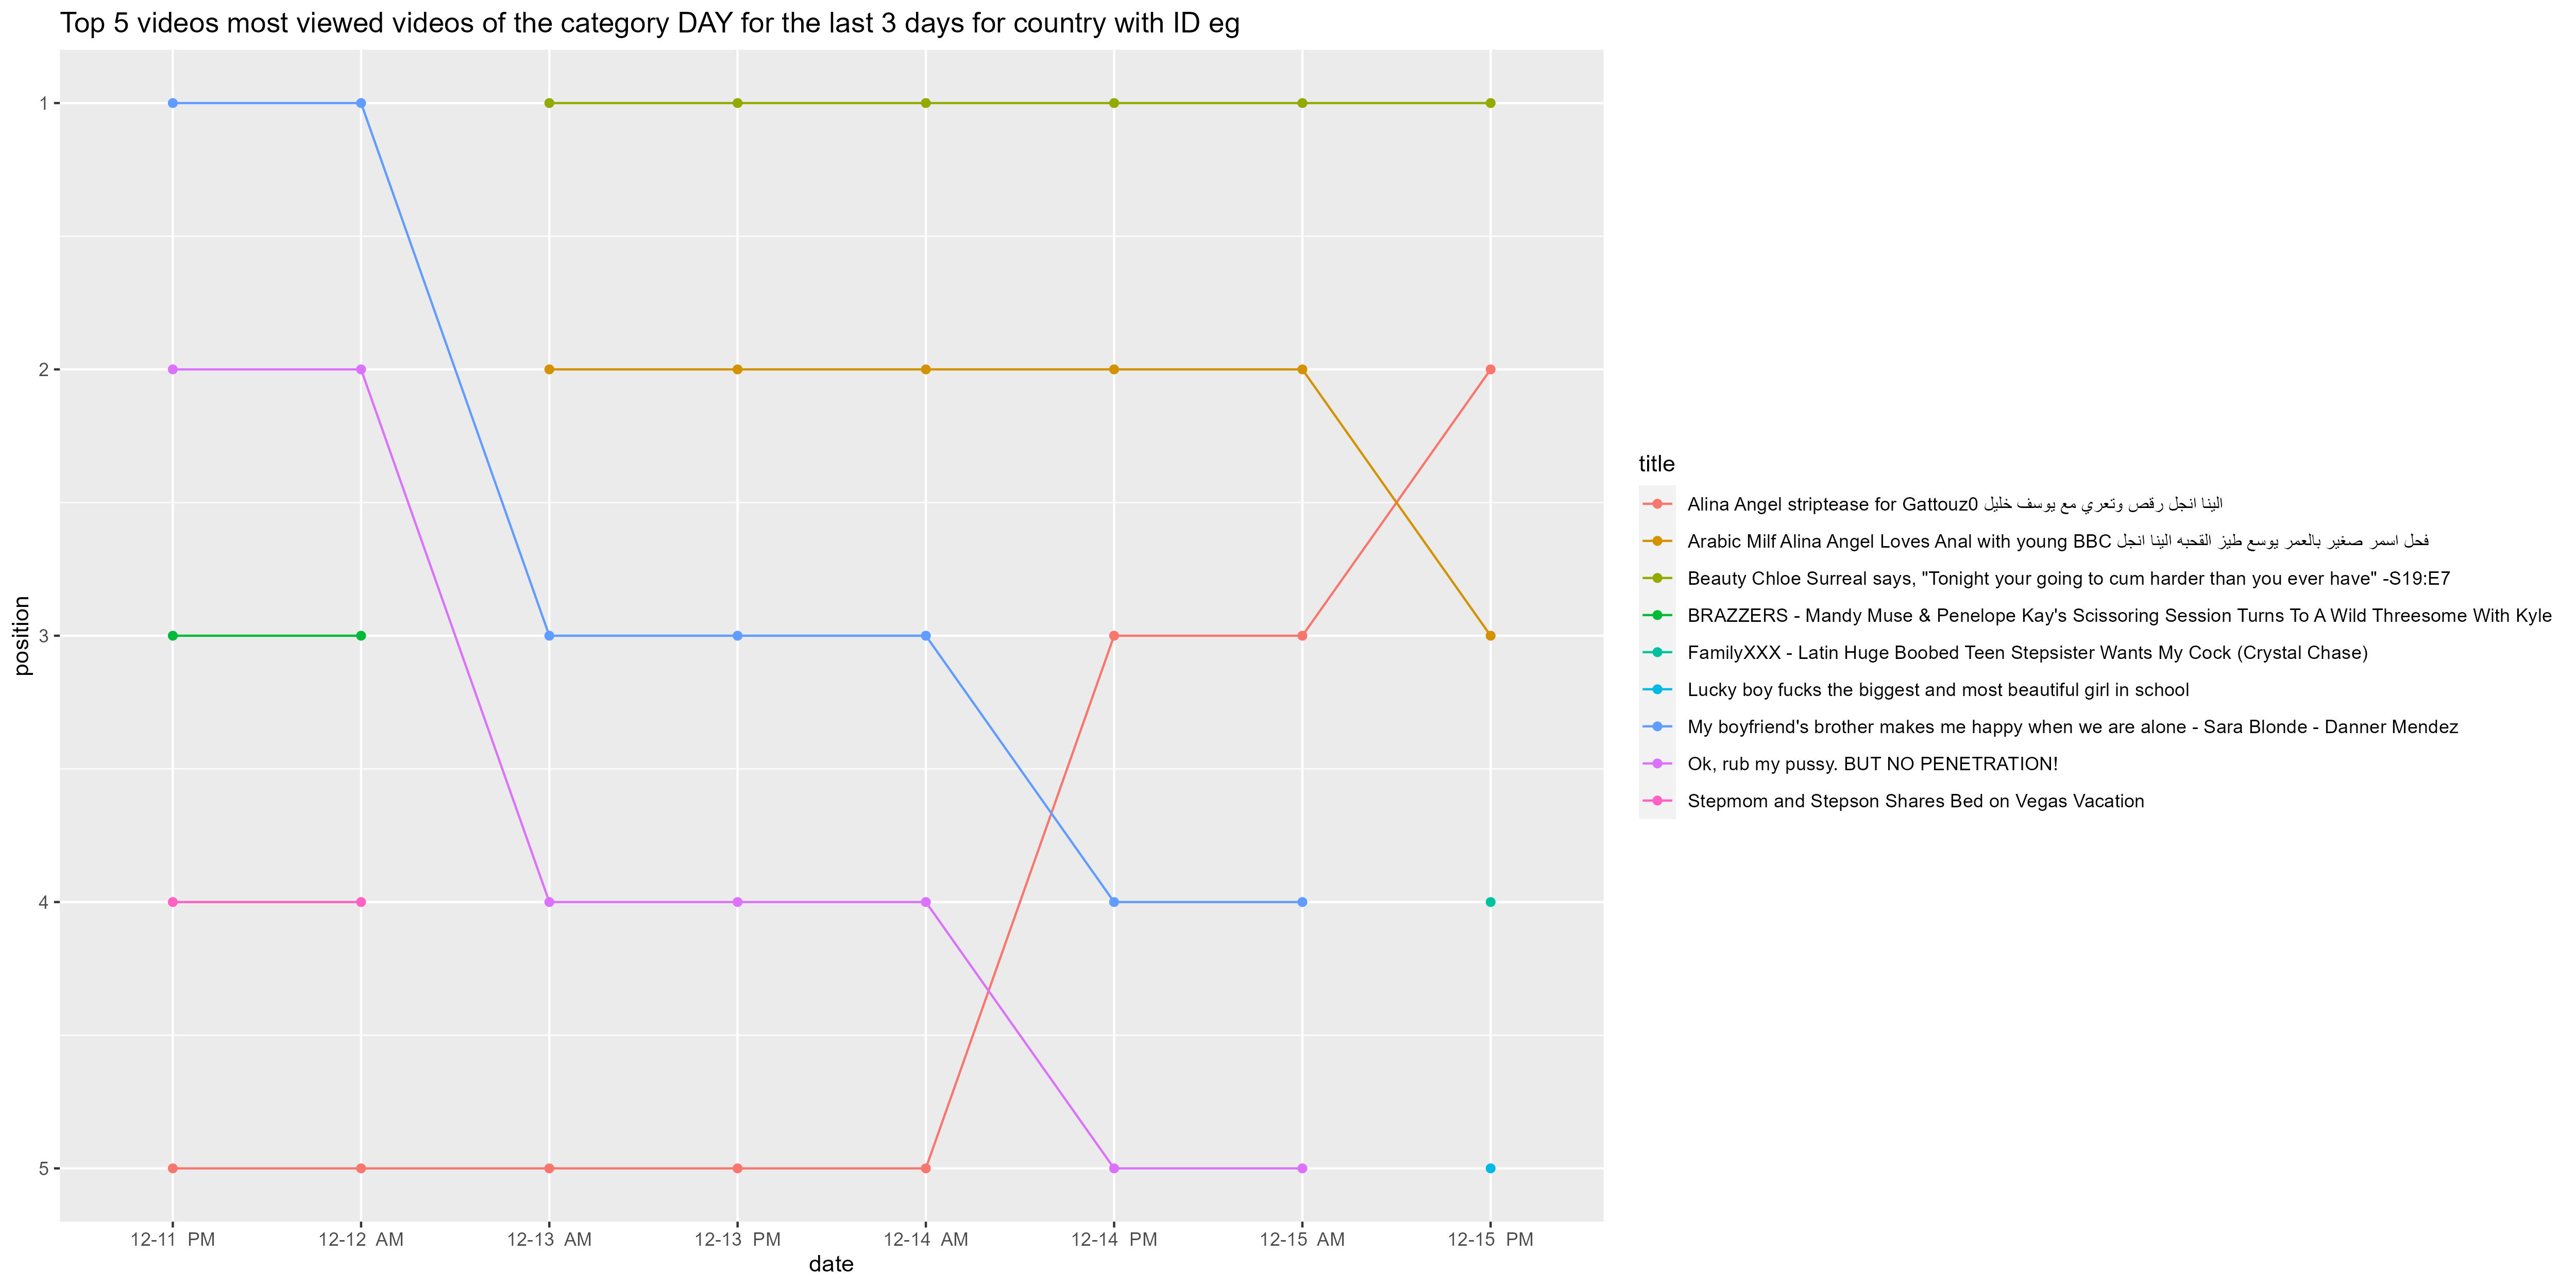 Top 5 videos most viewed videos of the category DAY for the last 3 days for country with ID eg
position
1
2
3
4
5
12-11 PM
12-12 AM
12-13 AM
12-13 PM
12-14 AM
12-14 PM
12-15 AM
12-15 PM
date
title
Alina Angel striptease for Gattouz0 الينا انجل رقص وتعري مع يوسف خليل
Arabic Milf Alina Angel Loves Anal with young BBC فحل اسمر صغير بالعمر يوسع طيز القحبه الينا انجل
Beauty Chloe Surreal says, "Tonight your going to cum harder than you ever have" -S19:E7
BRAZZERS - Mandy Muse & Penelope Kay's Scissoring Session Turns To A Wild Threesome With Kyle
FamilyXXX - Latin Huge Boobed Teen Stepsister Wants My Cock (Crystal Chase)
Lucky boy fucks the biggest and most beautiful girl in school
My boyfriend's brother makes me happy when we are alone - Sara Blonde - Danner Mendez
Ok, rub my pussy. BUT NO PENETRATION!
Stepmom and Stepson Shares Bed on Vegas Vacation